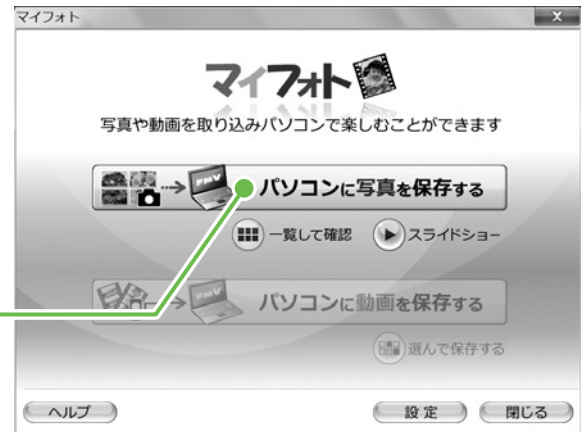 マイフォト
X
マイフォト
写真や動画を取り込みパソコンで楽しむことができます
FMV
パソコンに写真を保存する
一覧して確認
スライドショー
FMV
パソコンに動画を保存する
選んで保存する
ヘルプ
設定
閉じる